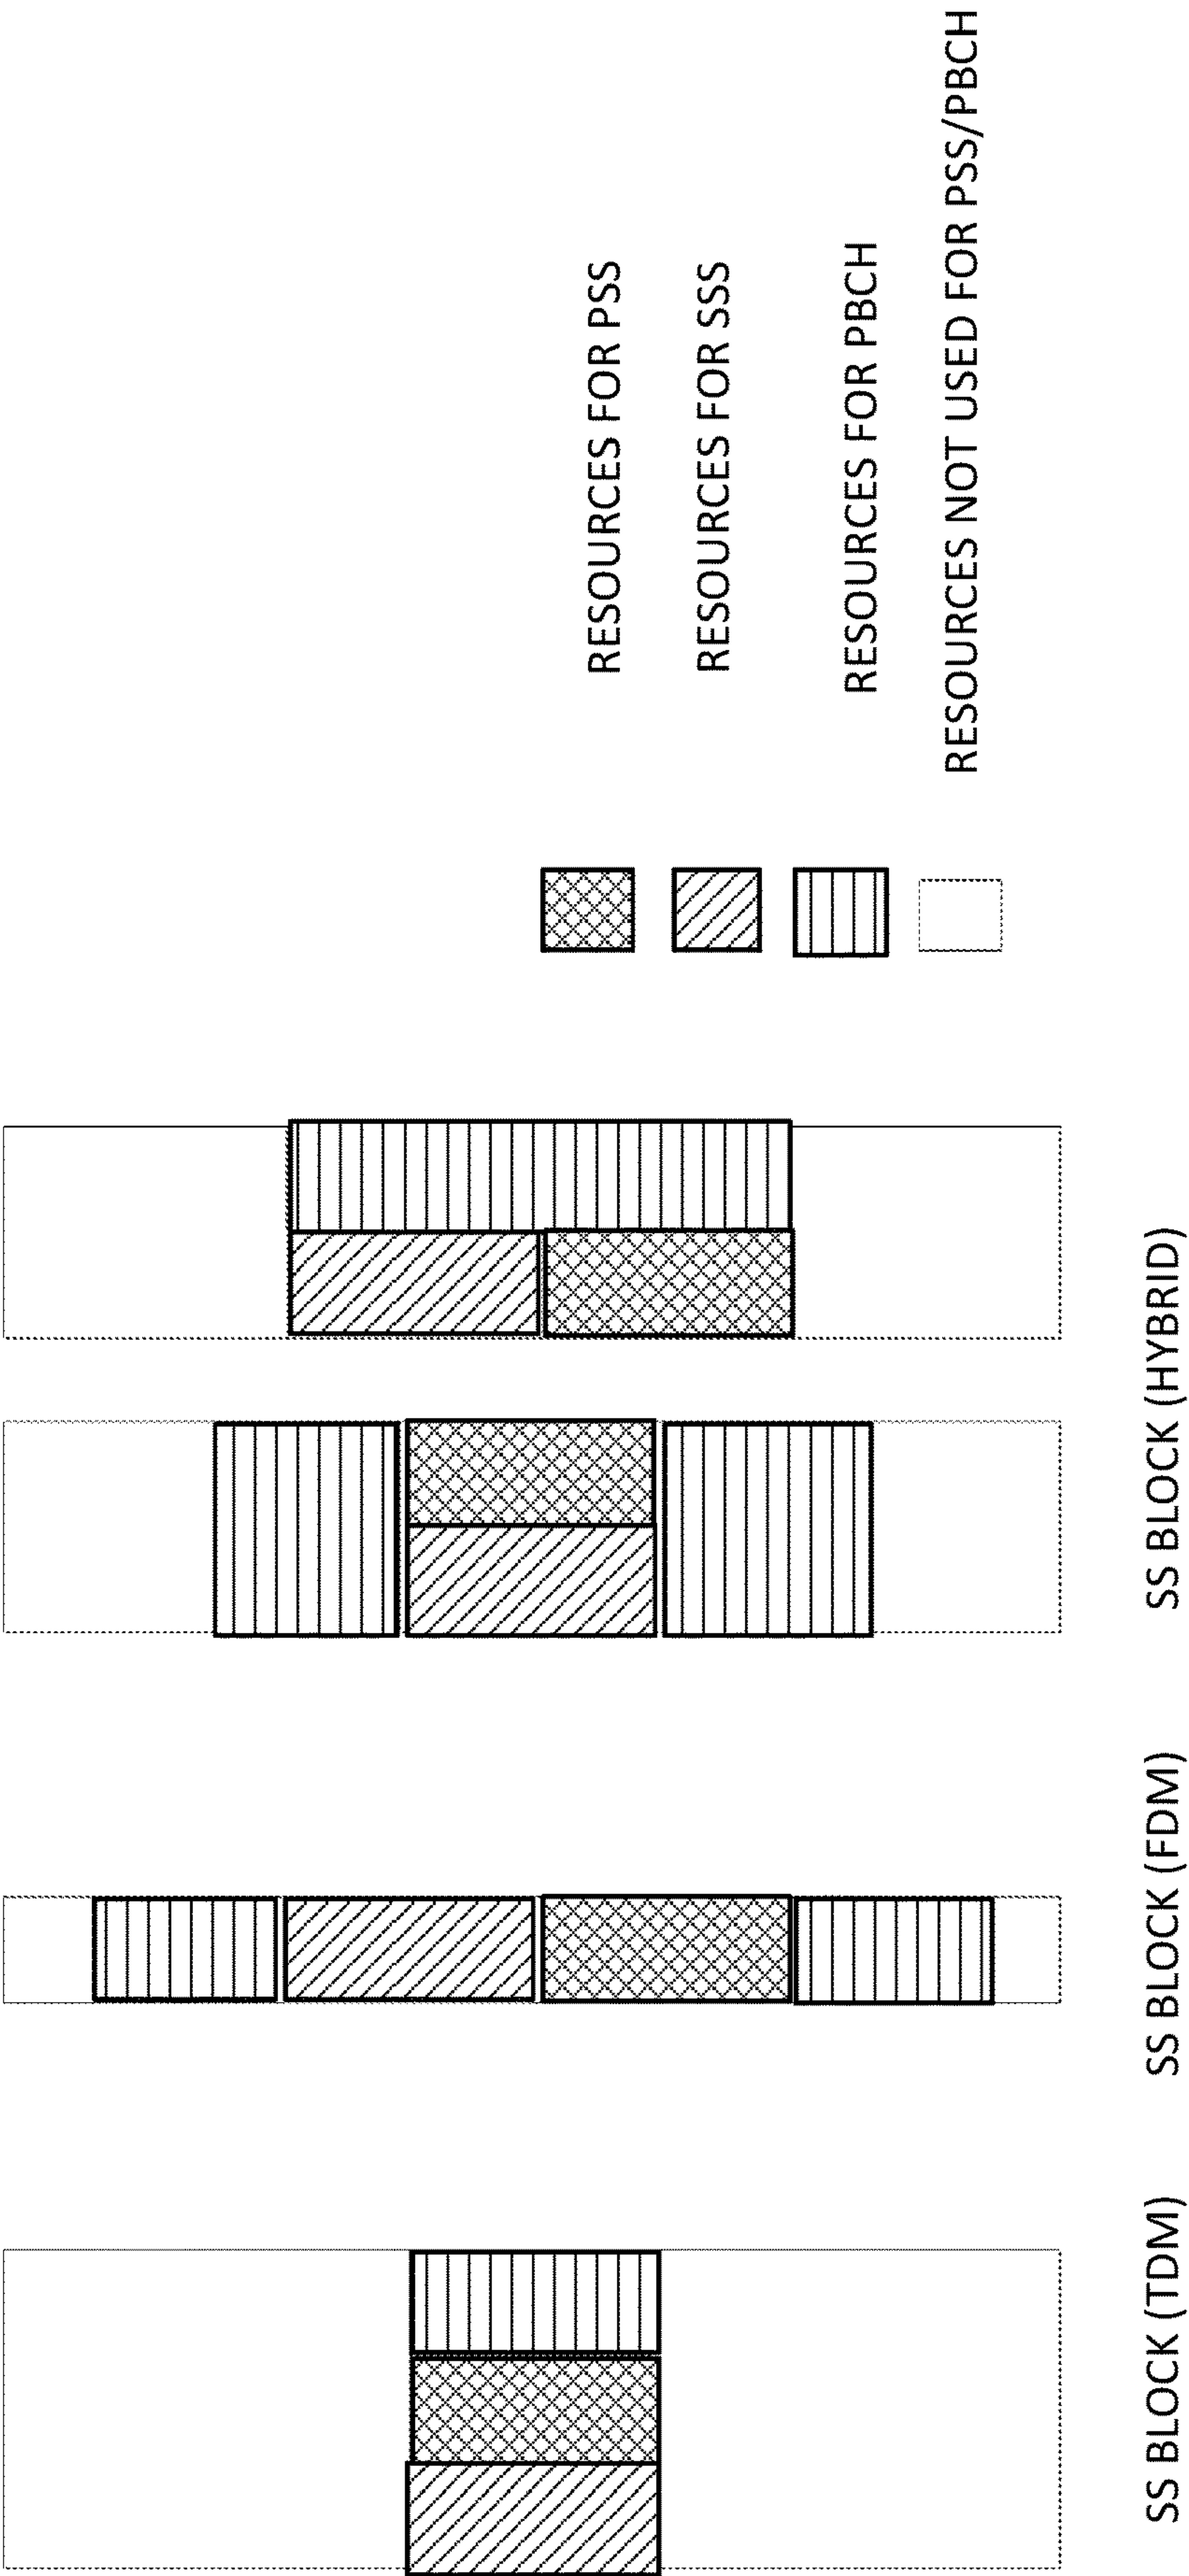 RESOURCES FOR PSS
RESOURCES FOR SSS
RESOURCES FOR PBCH
RESOURCES NOT USED FOR PSS/PBCH
SS BLOCK (TDM)
SS BLOCK (FDM)
SS BLOCK (HYBRID)